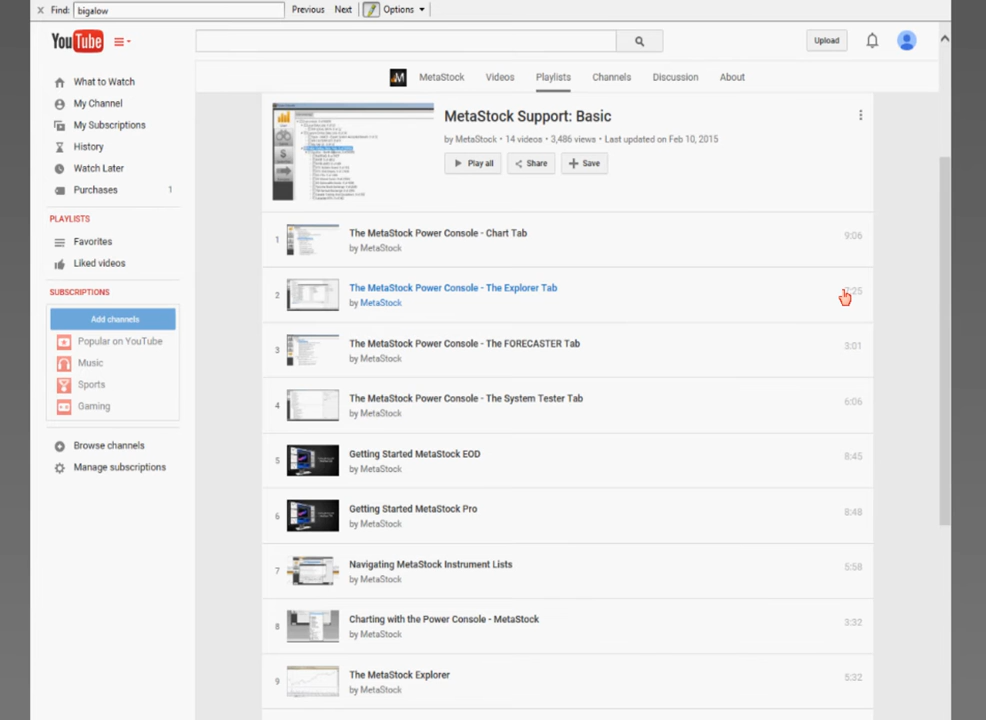 x Find: bigalow Previous Next Options
YouTube
Upload
MetaStock Videos Playlists Channels Discussion About
What to Watch
My Channel
My Subscriptions
History
Watch Later
Purchases 1
PLAYLISTS
Favorites
Liked videos
SUBSCRIPTIONS
Add channels
Popular on YouTube
Music
Sports
Gaming
Browse channels
Manage subscriptions
MetaStock Support: Basic
by MetaStock • 14 videos • 3,486 views • Last updated on Feb 10, 2015
Play all Share Save
1 The MetaStock Power Console - Chart Tab 9:06
by MetaStock
2 The MetaStock Power Console - The Explorer Tab
by MetaStock
3 The MetaStock Power Console - The FORECASTER Tab 3:01
by MetaStock
4 The MetaStock Power Console - The System Tester Tab 6:06
by MetaStock
5 Getting Started MetaStock EOD 8:45
by MetaStock
6 Getting Started MetaStock Pro 8:48
by MetaStock
7 Navigating MetaStock Instrument Lists 5:58
by MetaStock
8 Charting with the Power Console - MetaStock 3:32
by MetaStock
9 The MetaStock Explorer 5:32
by MetaStock